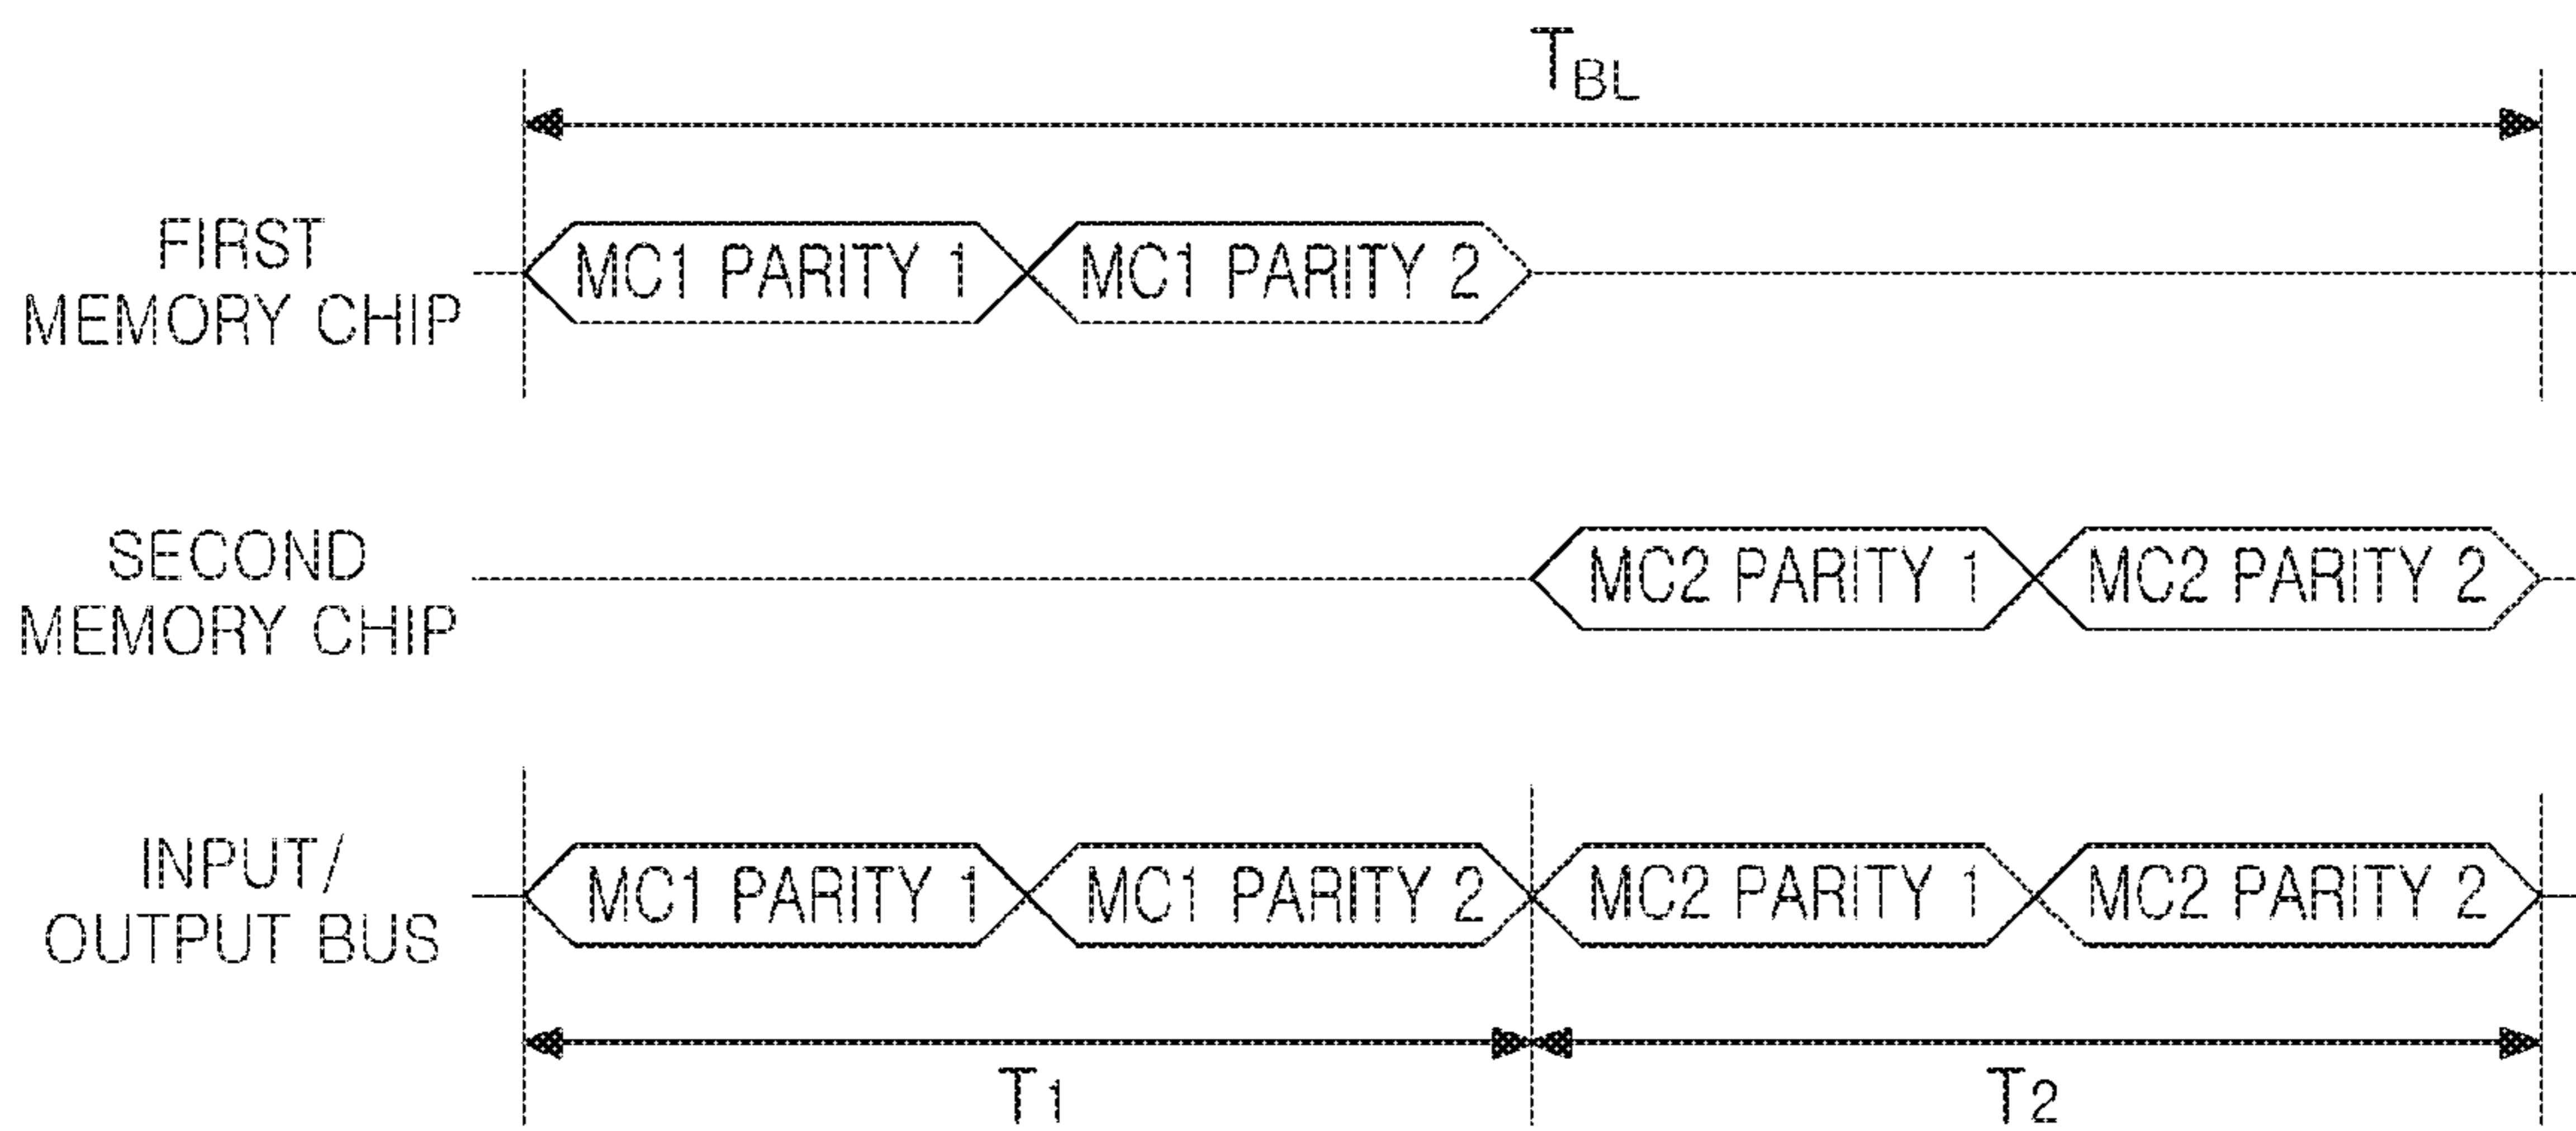 TBL
FIRST
MEMORY CHIP
MC1 PARITY 1
MC1 PARITY 2
SECOND
MEMORY CHIP
MC2 PARITY 1
MC2 PARITY 2
INPUT/
OUTPUT BUS
MC1 PARITY 1
MC1 PARITY 2
MC2 PARITY 1
MC2 PARITY 2
T1
T2